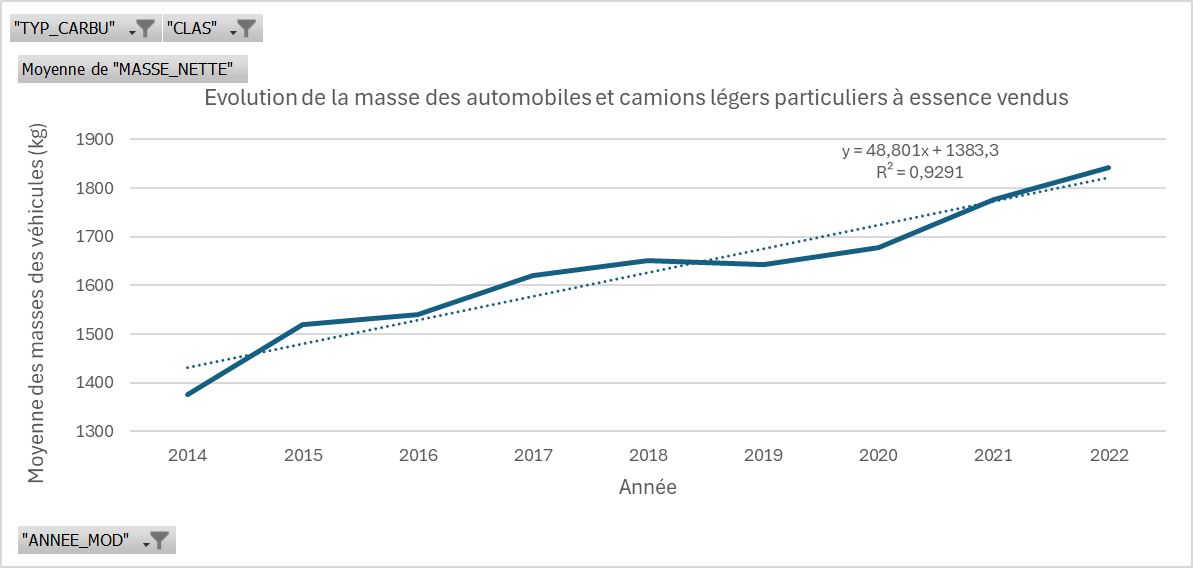 "TYP_CARBU" "CLAS"
Moyenne de "MASSE_NETTE"
Evolution de la masse des automobiles et camions légers particuliers à essence vendus
Moyenne des masses des véhicules (kg)
1900
1800
1700
1600
1500
1400
1300
y = 48,801x + 1383,3
R² = 0,9291
2014 2015 2016 2017 2018 2019 2020 2021 2022
Année
"ANNEE_MOD"